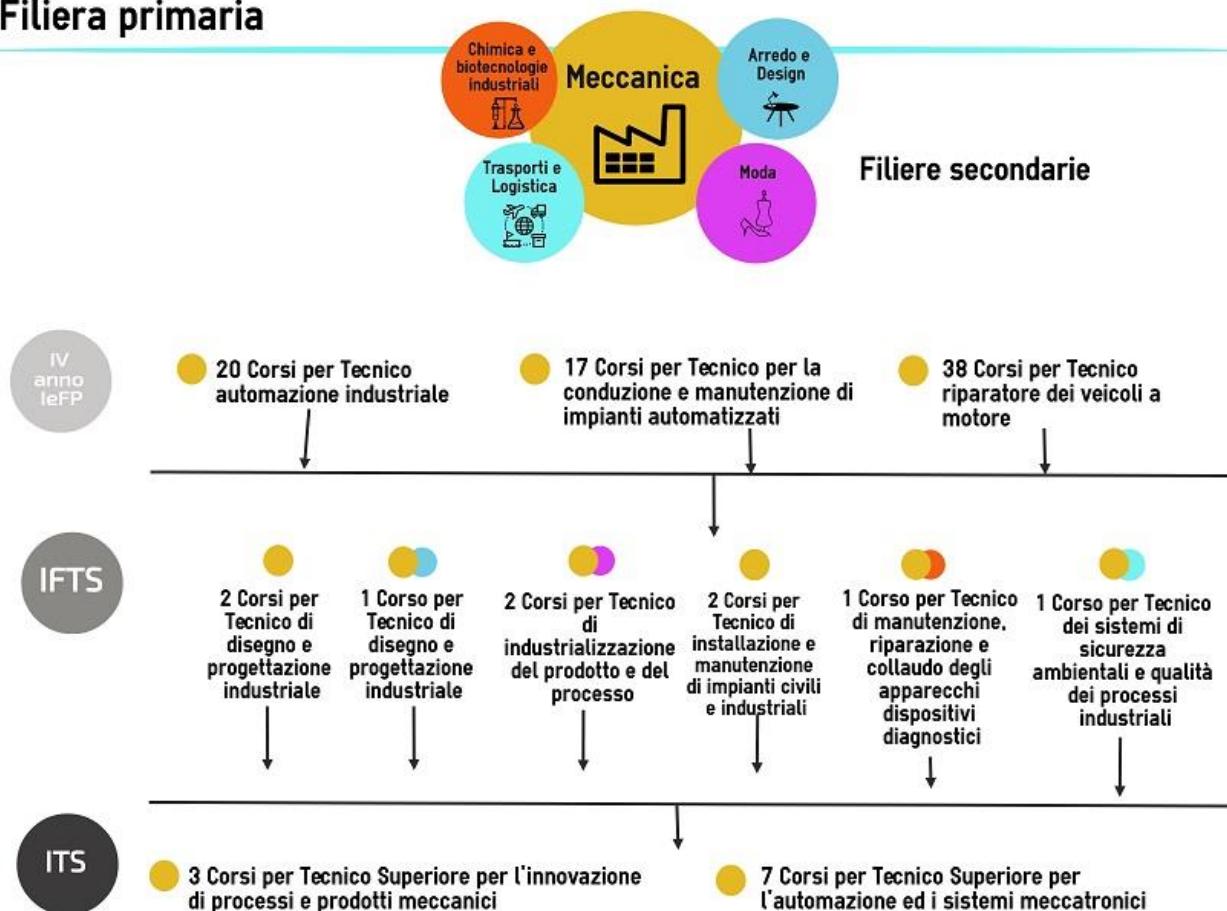 Filiera primaria
Chimica e
biotecnologie
industriali
Meccanica
Arredo e
Design
Trasporti e
Logistica
Moda
Filiere secondarie
IV
anno
IeFP
20 Corsi per Tecnico
automazione industriale
17 Corsi per Tecnico per la
conduzione e manutenzione di
impianti automatizzati
38 Corsi per Tecnico
riparatore dei veicoli a
motore
IFTS
2 Corsi per
Tecnico di
disegno e
progettazione
industriale
1 Corso per
Tecnico di
disegno e
progettazione
industriale
2 Corsi per Tecnico
di
industrializzazione
del prodotto e del
processo
2 Corsi per
Tecnico di
installazione e
manutenzione
di impianti civili
e industriali
1 Corso per Tecnico
di manutenzione,
riparazione e
collaudo degli
apparecchi
dispositivi
diagnostici
1 Corso per Tecnico
dei sistemi di
sicurezza
ambientali e qualità
dei processi
industriali
ITS
3 Corsi per Tecnico Superiore per l'innovazione
di processi e prodotti meccanici
7 Corsi per Tecnico Superiore per
l'automazione ed i sistemi meccatronici